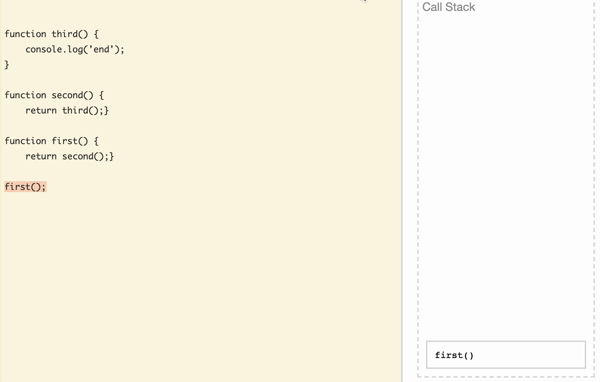 Call Stack
function third() {
    console.log('end');
}
function second() {
    return third();}
function first() {
    return second();}
first();
first()